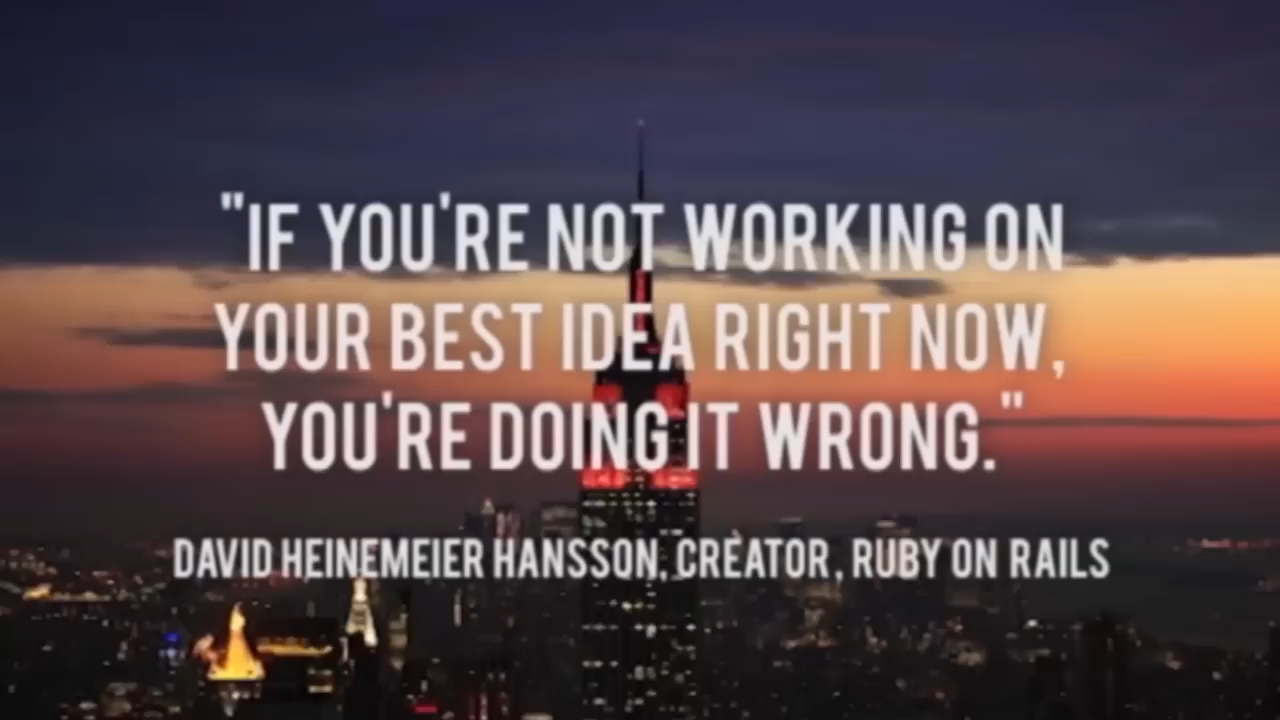 "IF YOU'RE NOT WORKING ON
YOUR BEST IDEA RIGHT NOW,
YOU'RE DOING IT WRONG."
DAVID HEINEMEIER HANSSON, CREATOR, RUBY ON RAILS